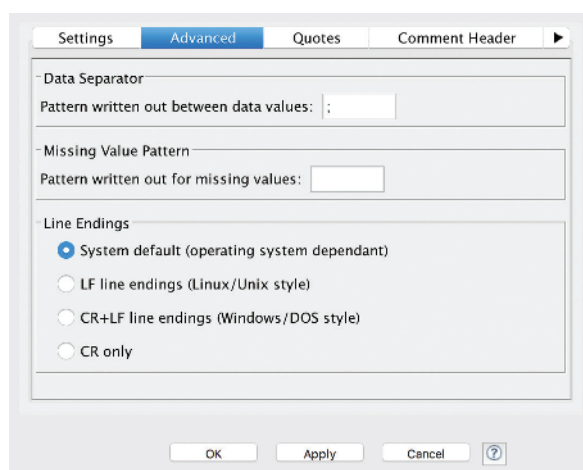 Settings Advanced Quotes Comment Header ▶
Data Separator
Pattern written out between data values: ;
Missing Value Pattern
Pattern written out for missing values:
Line Endings
System default (operating system dependant)
LF line endings (Linux/Unix style)
CR+LF line endings (Windows/DOS style)
CR only
OK Apply Cancel ?